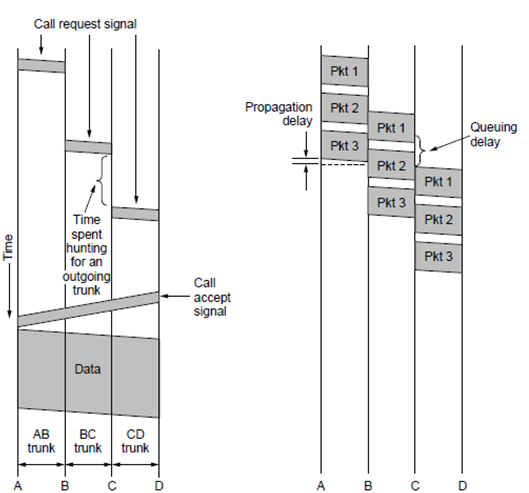 Call request signal
Time
Time
spent
hunting
for an
outgoing
trunk
Call
accept
signal
Data
AB
trunk
BC
trunk
CD
trunk
A
B
C
D
Pkt 1
Pkt 2
Pkt 3
Propagation
delay
Pkt 1
Pkt 2
Pkt 3
Queuing
delay
Pkt 1
Pkt 2
Pkt 3
A
B
C
D